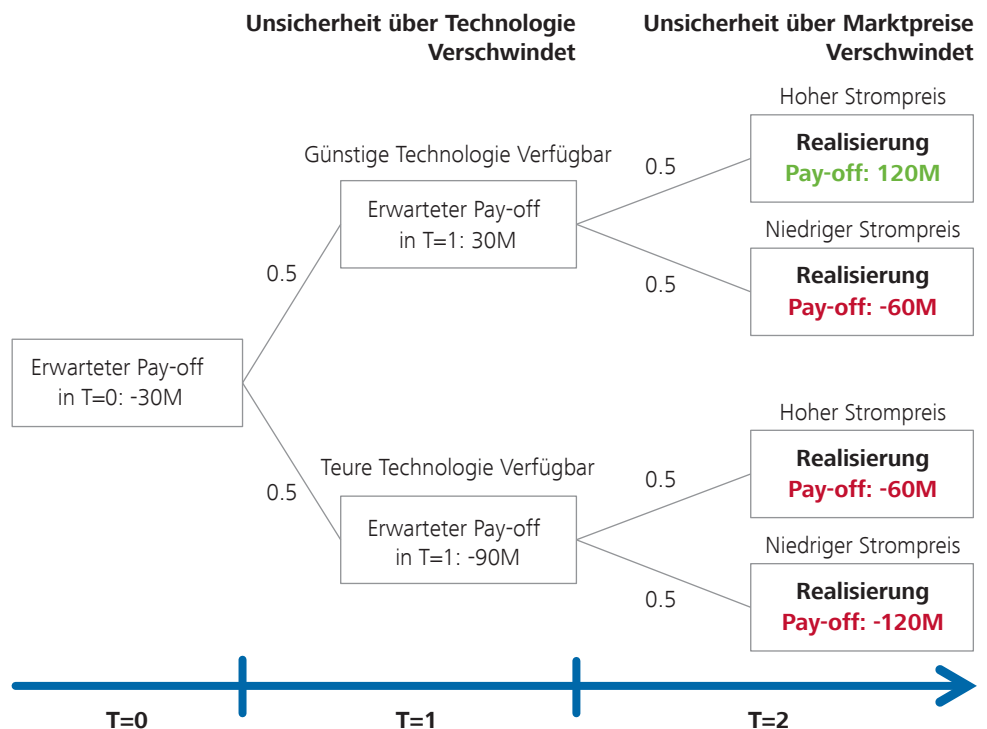 Unsicherheit über Technologie
Verschwindet
Unsicherheit über Marktpreise
Verschwindet
Hoher Strompreis
Realisierung
Pay-off: 120M
Günstige Technologie Verfügbar
0.5
Erwarteter Pay-off
in T=1: 30M
Niedriger Strompreis
0.5
0.5
Realisierung
Pay-off: -60M
Erwarteter Pay-off
in T=0: -30M
Hoher Strompreis
Teure Technologie Verfügbar
0.5
0.5
Realisierung
Pay-off: -60M
Erwarteter Pay-off
in T=1: -90M
Niedriger Strompreis
0.5
Realisierung
Pay-off: -120M
T=0
T=1
T=2